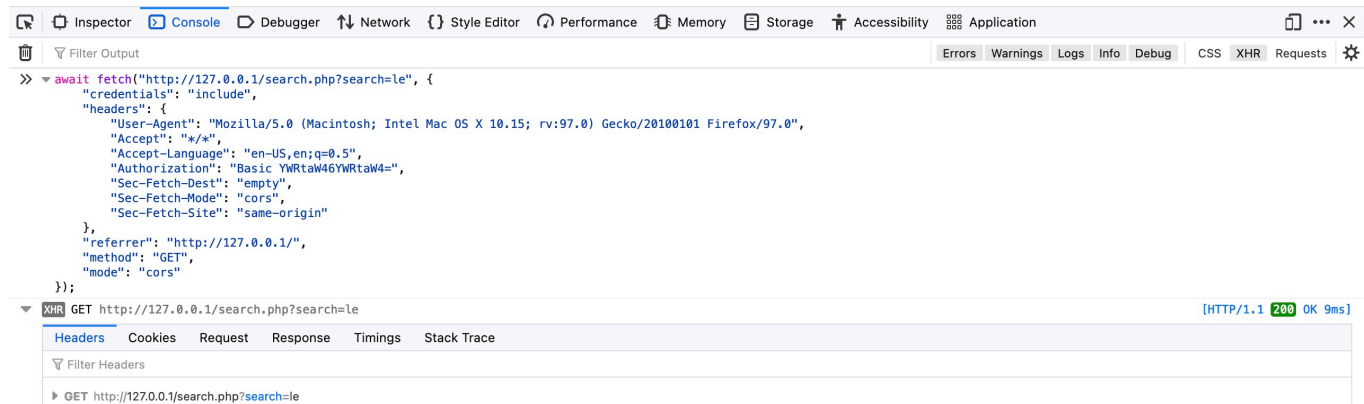 Inspector Console Debugger Network {} Style Editor Performance Memory Storage Accessibility Application
Filter Output Errors Warnings Logs Info Debug CSS XHR Requests
>> await fetch("http://127.0.0.1/search.php?search=le", {
"credentials": "include",
"headers": {
"User-Agent": "Mozilla/5.0 (Macintosh; Intel Mac OS X 10.15; rv:97.0) Gecko/20100101 Firefox/97.0",
"Accept": "*/*",
"Accept-Language": "en-US,en;q=0.5",
"Authorization": "Basic YWRtaW46YWRtaW4=",
"Sec-Fetch-Dest": "empty",
"Sec-Fetch-Mode": "cors",
"Sec-Fetch-Site": "same-origin"
},
"referrer": "http://127.0.0.1/",
"method": "GET",
"mode": "cors"
});
XHR GET http://127.0.0.1/search.php?search=le [HTTP/1.1 200 OK 9ms]
Headers Cookies Request Response Timings Stack Trace
Filter Headers
GET http://127.0.0.1/search.php?search=le